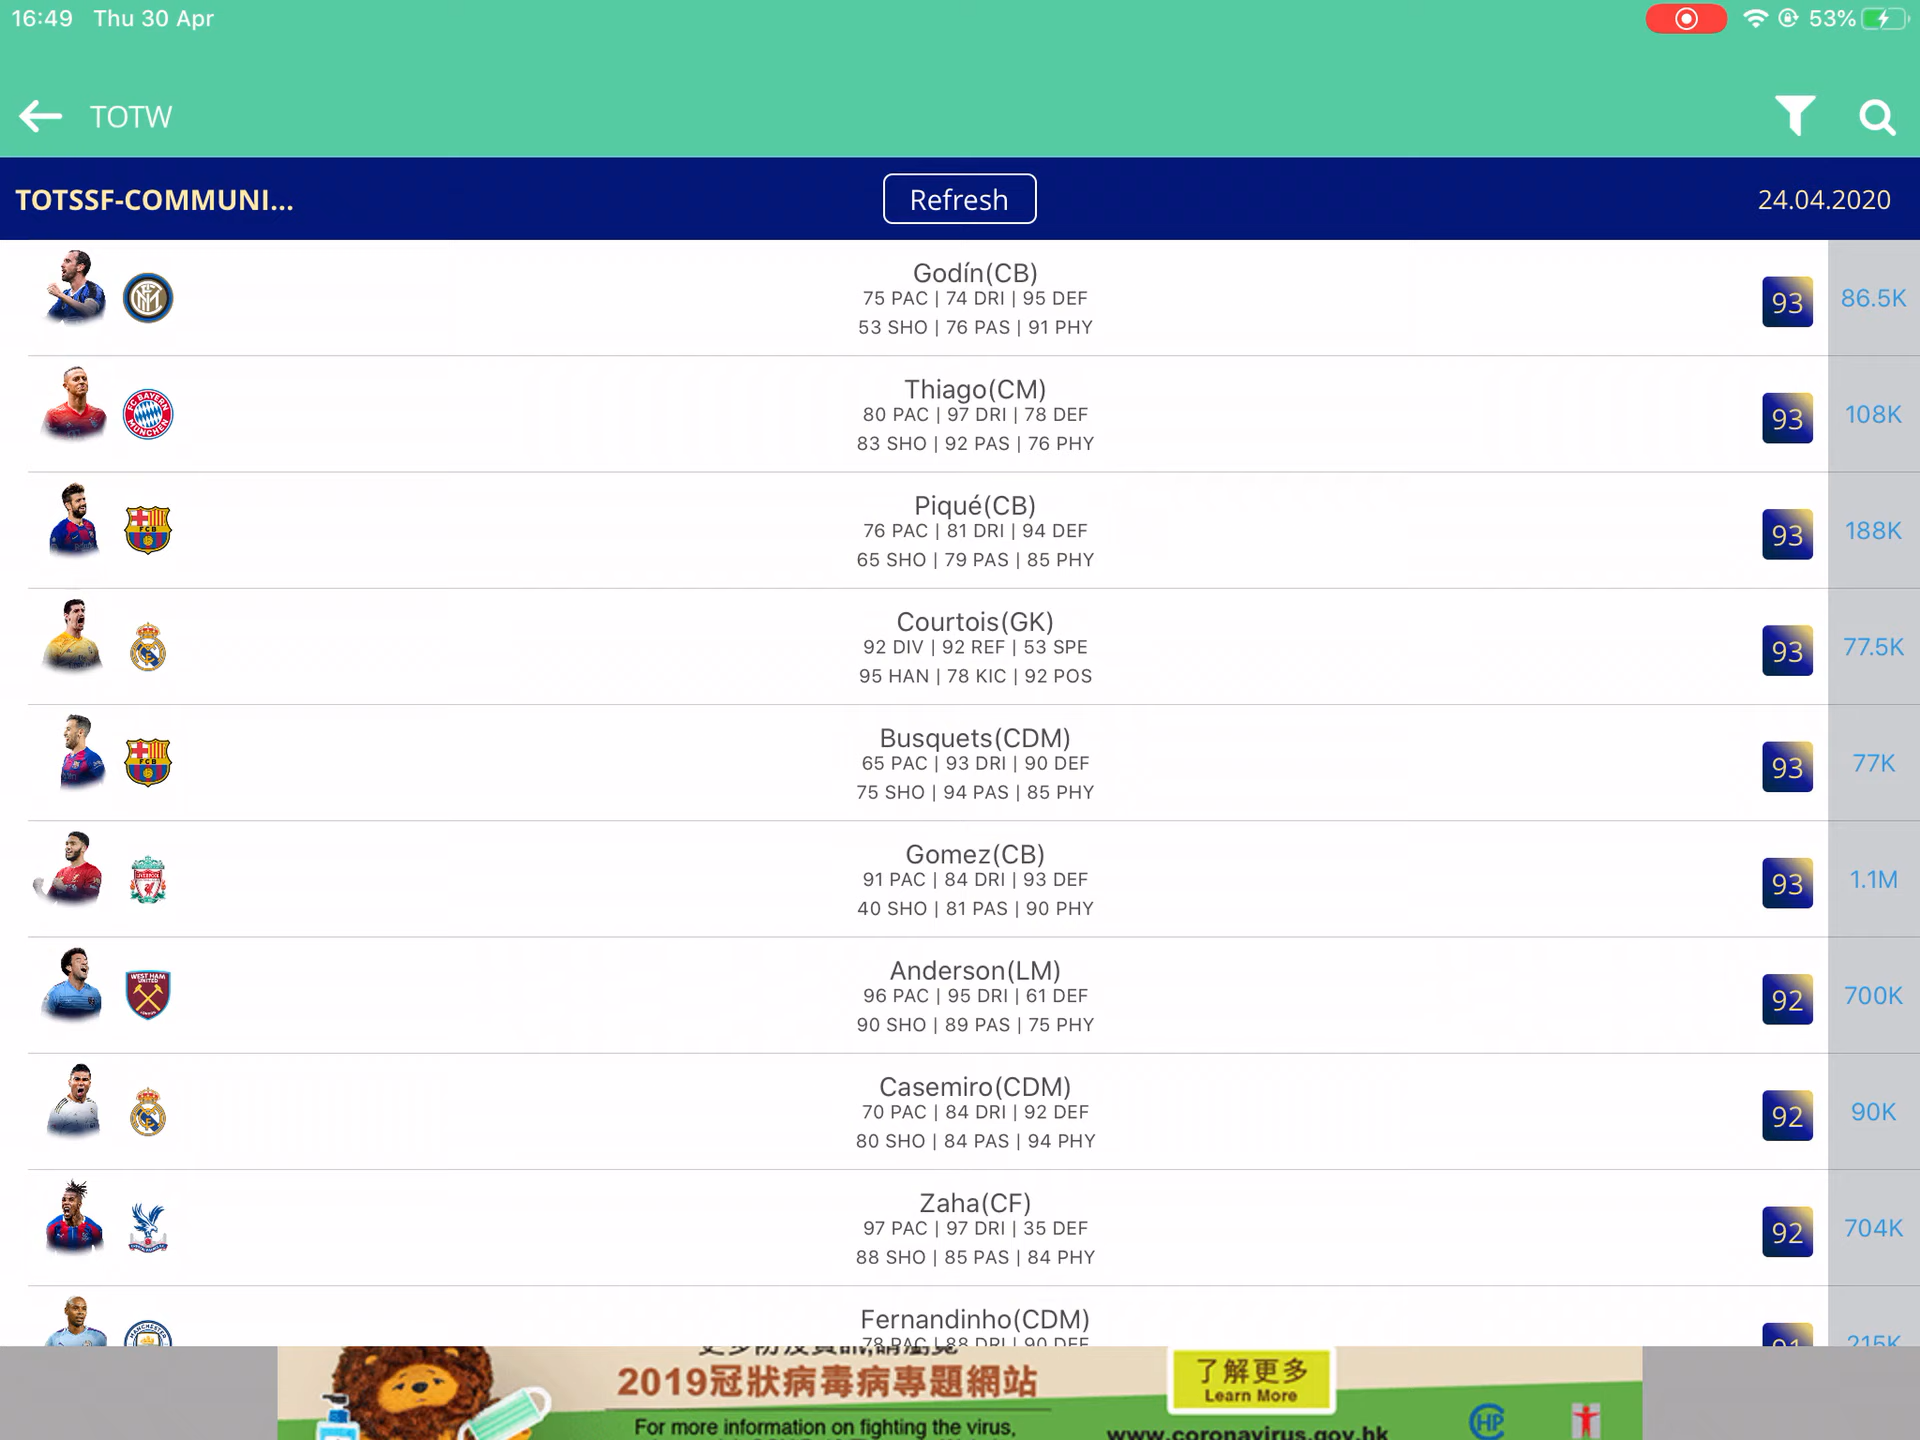 16:49 Thu 30 Apr
53%
TOTW
TOTSSF-COMMUNI...
Refresh
24.04.2020
Godín(CB)
75 PAC | 74 DRI | 95 DEF
53 SHO | 76 PAS | 91 PHY
93
86.5K
Thiago(CM)
80 PAC | 97 DRI | 78 DEF
83 SHO | 92 PAS | 76 PHY
93
108K
Piqué(CB)
76 PAC | 81 DRI | 94 DEF
65 SHO | 79 PAS | 85 PHY
93
188K
Courtois(GK)
92 DIV | 92 REF | 53 SPE
95 HAN | 78 KIC | 92 POS
93
77.5K
Busquets(CDM)
65 PAC | 93 DRI | 90 DEF
75 SHO | 94 PAS | 85 PHY
93
77K
Gomez(CB)
91 PAC | 84 DRI | 93 DEF
40 SHO | 81 PAS | 90 PHY
93
1.1M
Anderson(LM)
96 PAC | 95 DRI | 61 DEF
90 SHO | 89 PAS | 75 PHY
92
700K
Casemiro(CDM)
70 PAC | 84 DRI | 92 DEF
80 SHO | 84 PAS | 94 PHY
92
90K
Zaha(CF)
97 PAC | 97 DRI | 35 DEF
88 SHO | 85 PAS | 84 PHY
92
704K
Fernandinho(CDM)
78 PAC | 88 DRI | 90 DEF
91
215K
2019冠狀病毒病專題網站
For more information on fighting the virus,
了解更多
Learn More
www.coronavirus.gov.hk
CHP